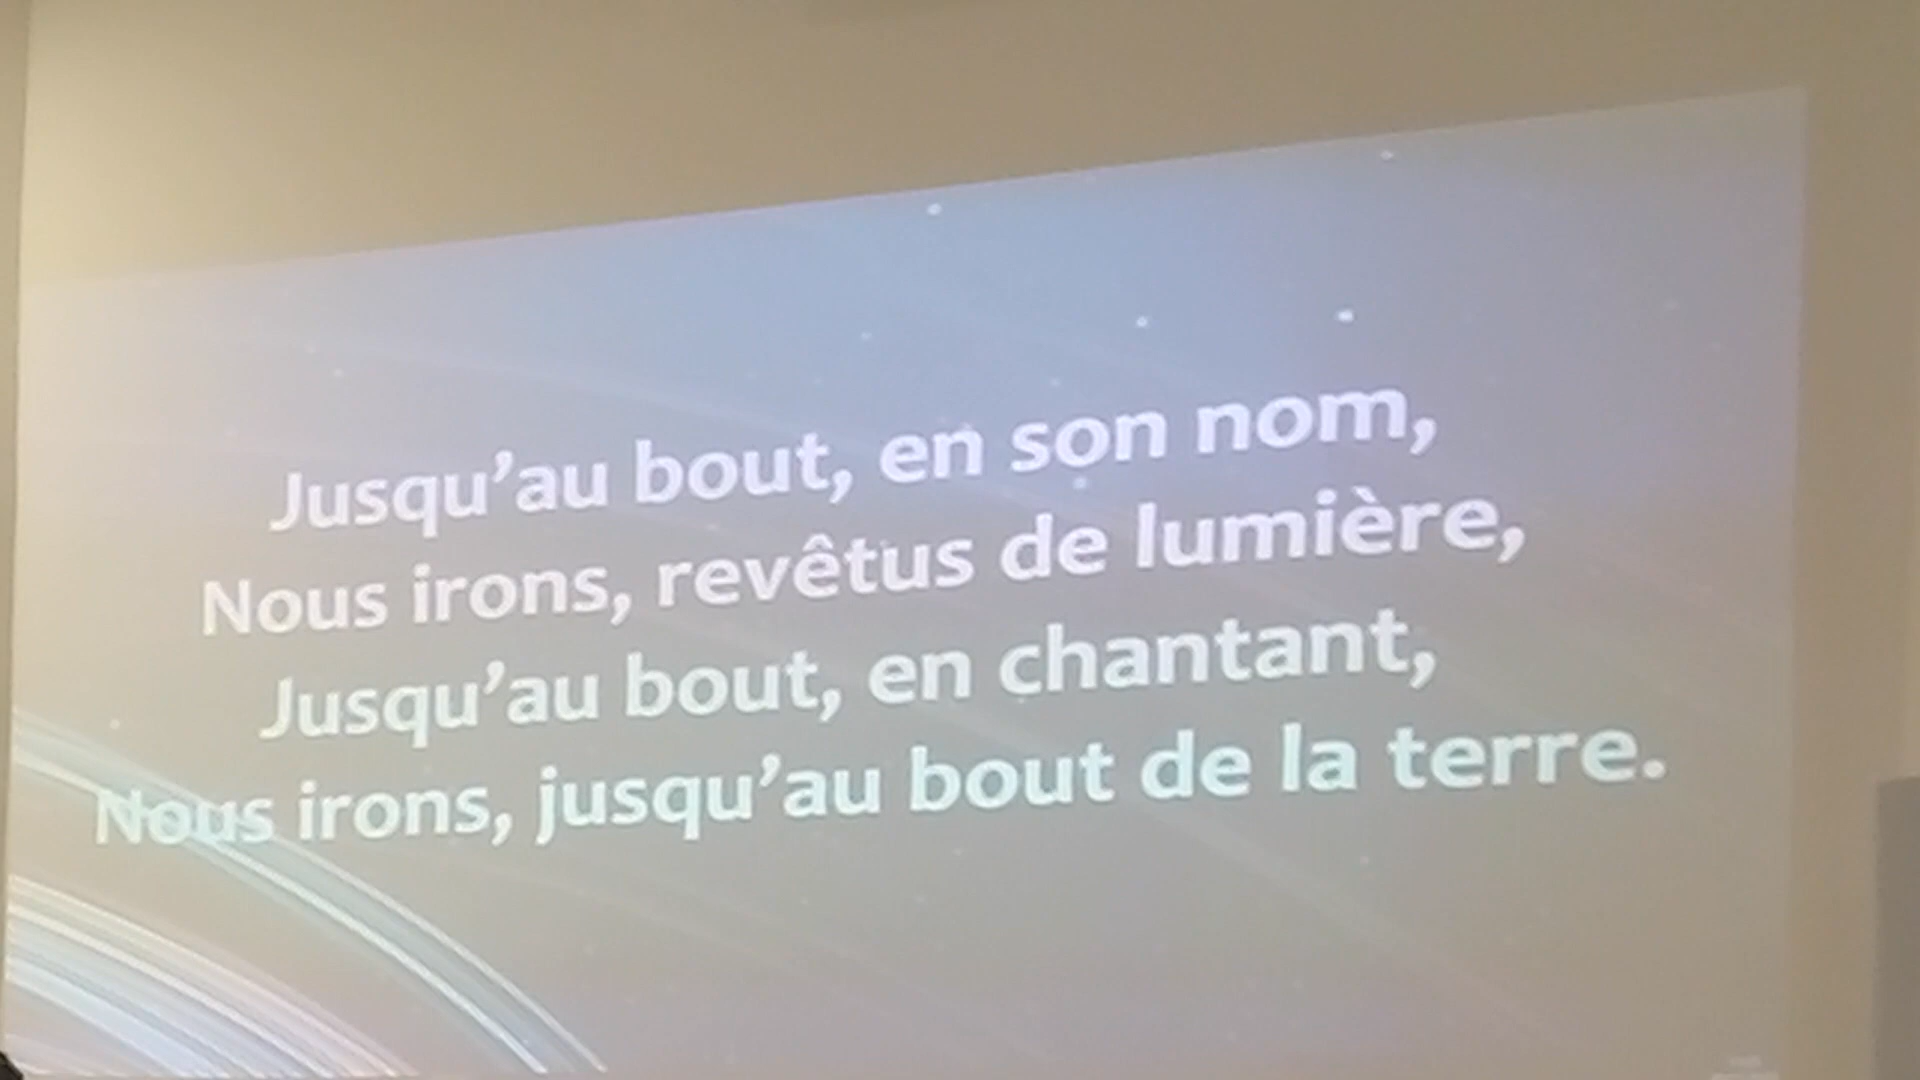 Jusqu’au bout, en son nom,
Nous irons, revêtus de lumière,
Jusqu’au bout, en chantant,
Nous irons, jusqu’au bout de la terre.